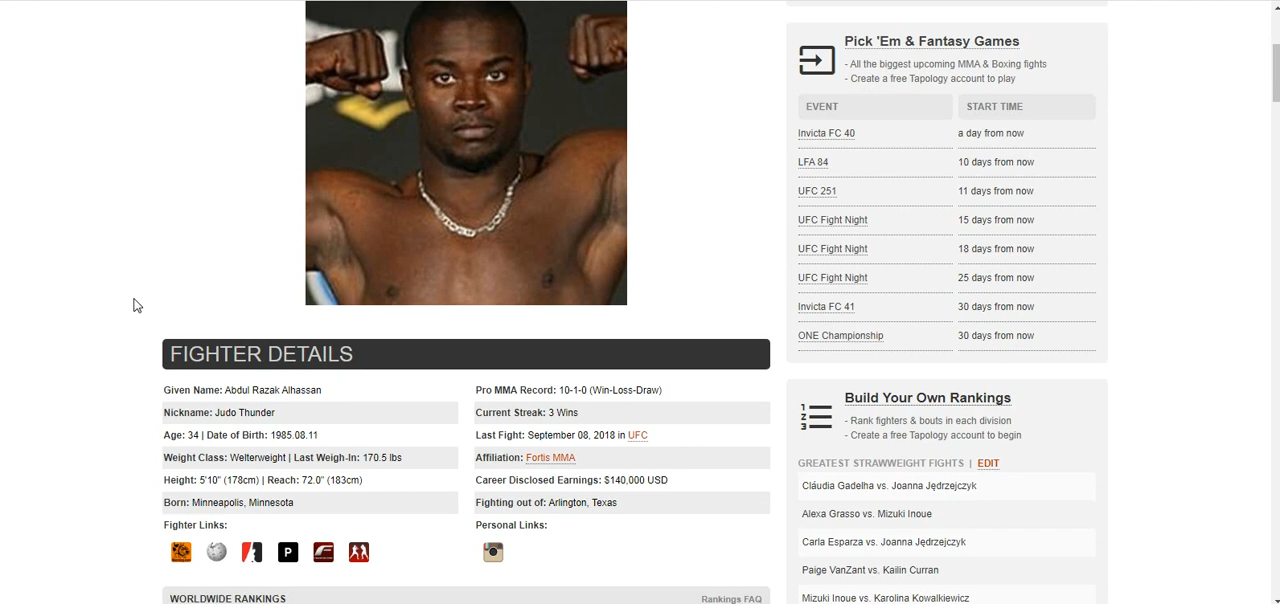 Pick 'Em & Fantasy Games
- All the biggest upcoming MMA & Boxing fights
- Create a free Tapology account to play
EVENT START TIME
Invicta FC 40 a day from now
LFA 84 10 days from now
UFC 251 11 days from now
UFC Fight Night 15 days from now
UFC Fight Night 18 days from now
UFC Fight Night 25 days from now
Invicta FC 41 30 days from now
ONE Championship 30 days from now
FIGHTER DETAILS
Given Name: Abdul Razak Alhassan Pro MMA Record: 10-1-0 (Win-Loss-Draw)
Nickname: Judo Thunder Current Streak: 3 Wins
Age: 34 | Date of Birth: 1985.08.11 Last Fight: September 08, 2018 in UFC
Weight Class: Welterweight | Last Weigh-In: 170.5 lbs Affiliation: Fortis MMA
Height: 5'10" (178cm) | Reach: 72.0" (183cm) Career Disclosed Earnings: $140,000 USD
Born: Minneapolis, Minnesota Fighting out of: Arlington, Texas
Fighter Links: Personal Links:
P
WORLDWIDE RANKINGS Rankings FAQ
1
2
3
Build Your Own Rankings
- Rank fighters & bouts in each division
- Create a free Tapology account to begin
GREATEST STRAWWEIGHT FIGHTS | EDIT
Cláudia Gadelha vs. Joanna Jędrzejczyk
Alexa Grasso vs. Mizuki Inoue
Carla Esparza vs. Joanna Jędrzejczyk
Paige VanZant vs. Kailin Curran
Mizuki Inoue vs. Karolina Kowalkiewicz